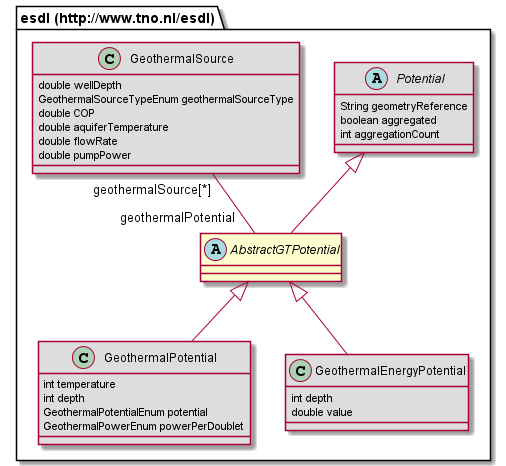 esdl (http://www.tno.nl/esdl)
C GeothermalSource
double wellDepth
GeothermalSourceTypeEnum geothermalSourceType
double COP
double aquiferTemperature
double flowRate
double pumpPower
A Potential
String geometryReference
boolean aggregated
int aggregationCount
geothermalSource[*]
geothermalPotential
A AbstractGTPotential
C GeothermalPotential
int temperature
int depth
GeothermalPotentialEnum potential
GeothermalPowerEnum powerPerDoublet
C GeothermalEnergyPotential
int depth
double value